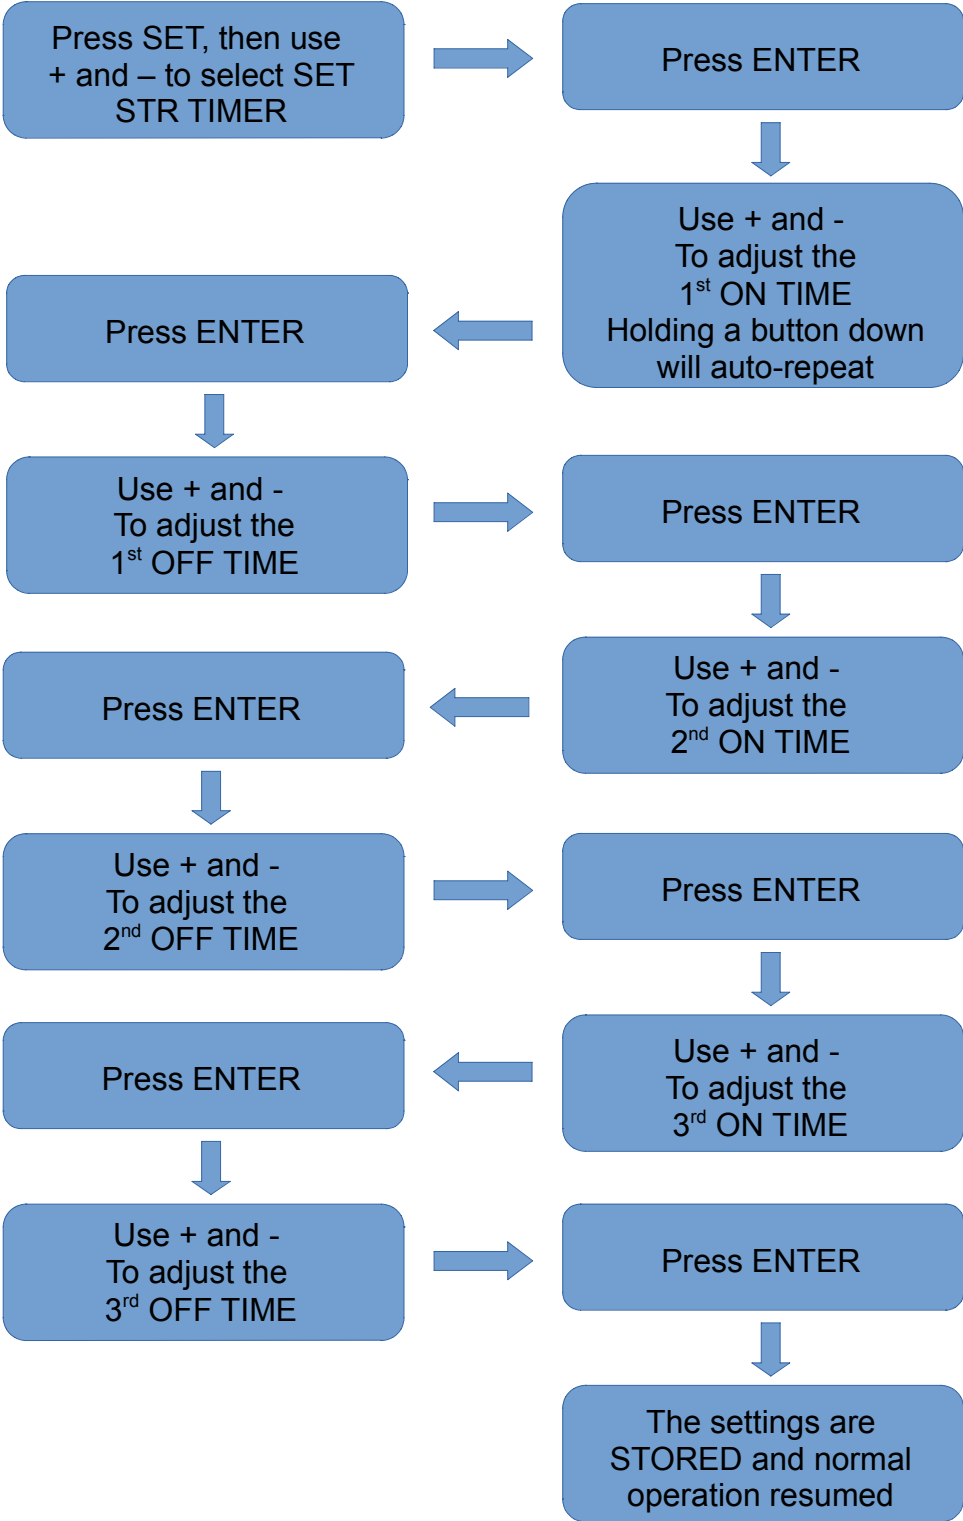 Press SET, then use
+ and – to select SET
STR TIMER
Press ENTER
Use + and -
To adjust the
1st ON TIME
Holding a button down
will auto-repeat
Press ENTER
Use + and -
To adjust the
1st OFF TIME
Press ENTER
Use + and -
To adjust the
2nd ON TIME
Press ENTER
Use + and -
To adjust the
2nd OFF TIME
Press ENTER
Use + and -
To adjust the
3rd ON TIME
Press ENTER
Use + and -
To adjust the
3rd OFF TIME
Press ENTER
The settings are
STORED and normal
operation resumed